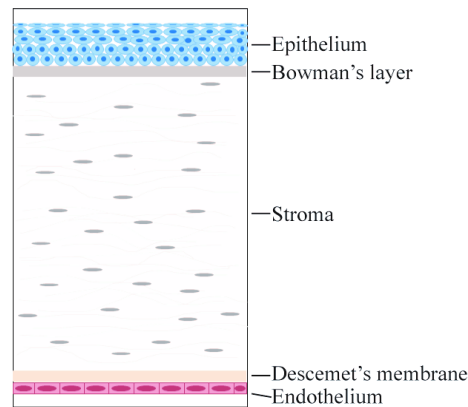 Epithelium
Bowman’s layer
Stroma
Descemet’s membrane
Endothelium